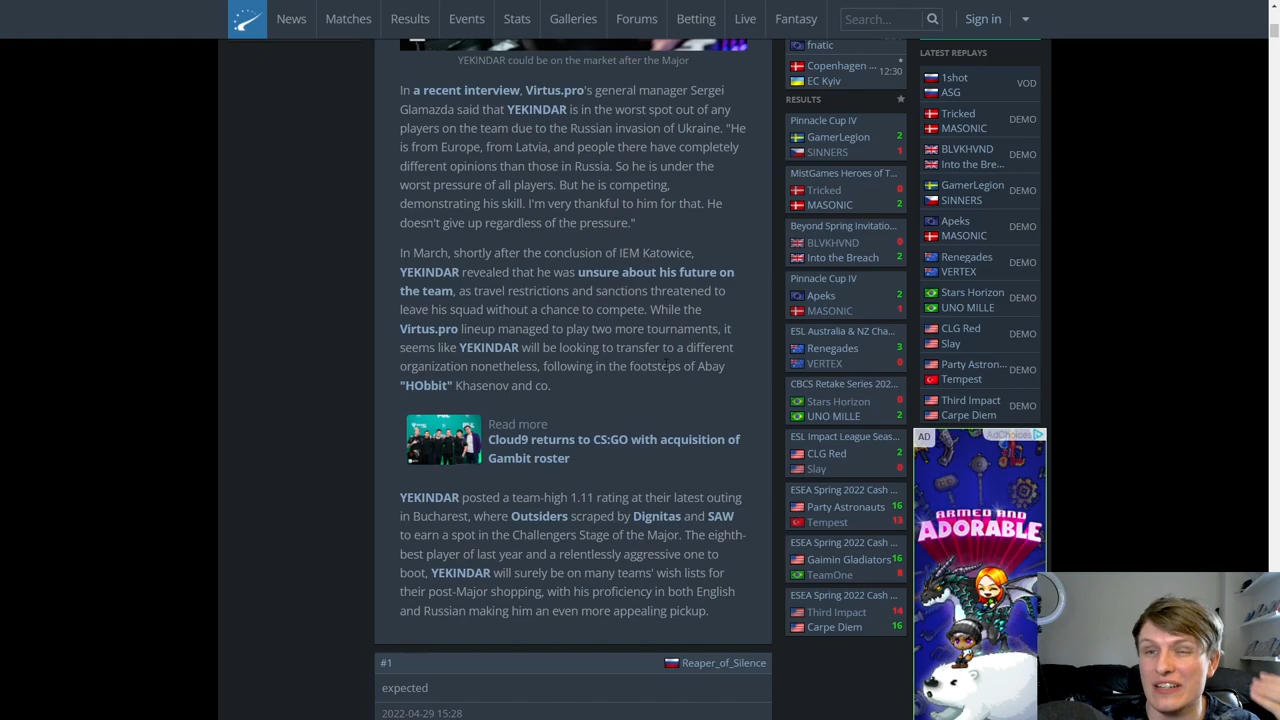 News
Matches
Results
Events
Stats
Galleries
Forums
Betting
Live
Fantasy
Search...
Sign in
YEKINDAR could be on the market after the Major
In a recent interview, Virtus.pro's general manager Sergei
Glamazda said that YEKINDAR is in the worst spot out of any
players on the team due to the Russian invasion of Ukraine. "He
is from Europe, from Latvia, and people there have completely
different opinions than those in Russia. So he is under the
worst pressure of all players. But he is competing,
demonstrating his skill. I'm very thankful to him for that. He
doesn't give up regardless of the pressure."
In March, shortly after the conclusion of IEM Katowice,
YEKINDAR revealed that he was unsure about his future on
the team, as travel restrictions and sanctions threatened to
leave his squad without a chance to compete. While the
Virtus.pro lineup managed to play two more tournaments, it
seems like YEKINDAR will be looking to transfer to a different
organization nonetheless, following in the footsteps of Abay
"HObbit" Khasenov and co.
Read more
Cloud9 returns to CS:GO with acquisition of
Gambit roster
YEKINDAR posted a team-high 1.11 rating at their latest outing
in Bucharest, where Outsiders scraped by Dignitas and SAW
to earn a spot in the Challengers Stage of the Major. The eighth-
best player of last year and a relentlessly aggressive one to
boot, YEKINDAR will surely be on many teams' wish lists for
their post-Major shopping, with his proficiency in both English
and Russian making him an even more appealing pickup.
#1
Reaper_of_Silence
expected
2022-04-29 15:28
fnatic
Copenhagen ...
12:30
EC Kyiv
RESULTS
Pinnacle Cup IV
GamerLegion 2
SINNERS 1
MistGames Heroes of T...
Tricked 0
MASONIC 2
Beyond Spring Invitatio...
BLVKHVND 0
Into the Breach 2
Pinnacle Cup IV
Apeks 2
MASONIC 1
ESL Australia & NZ Cha...
Renegades 3
VERTEX 0
CBCS Retake Series 202...
Stars Horizon 0
UNO MILLE 2
ESL Impact League Seas...
CLG Red 2
Slay 0
ESEA Spring 2022 Cash ...
Party Astronauts 16
Tempest 13
ESEA Spring 2022 Cash ...
Gaimin Gladiators 16
TeamOne 8
ESEA Spring 2022 Cash ...
Third Impact 14
Carpe Diem 16
LATEST REPLAYS
1shot
VOD
ASG
Tricked
DEMO
MASONIC
BLVKHVND
DEMO
Into the Bre...
GamerLegion
DEMO
SINNERS
Apeks
DEMO
MASONIC
Renegades
DEMO
VERTEX
Stars Horizon
DEMO
UNO MILLE
CLG Red
DEMO
Slay
Party Astron...
DEMO
Tempest
Third Impact
DEMO
Carpe Diem
AD
AdChoices
ARMED AND
ADORABLE